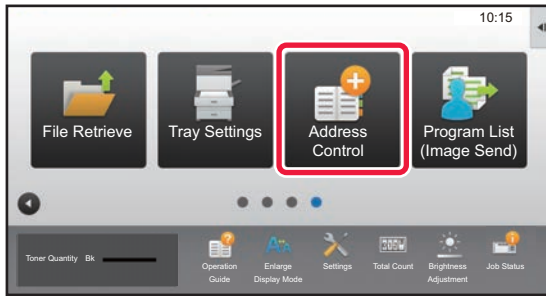 10:15
File Retrieve
Tray Settings
Address
Control
Program List
(Image Send)
Toner Quantity Bk
Operation
Guide
Enlarge
Display Mode
Settings
Total Count
Brightness
Adjustment
Job Status